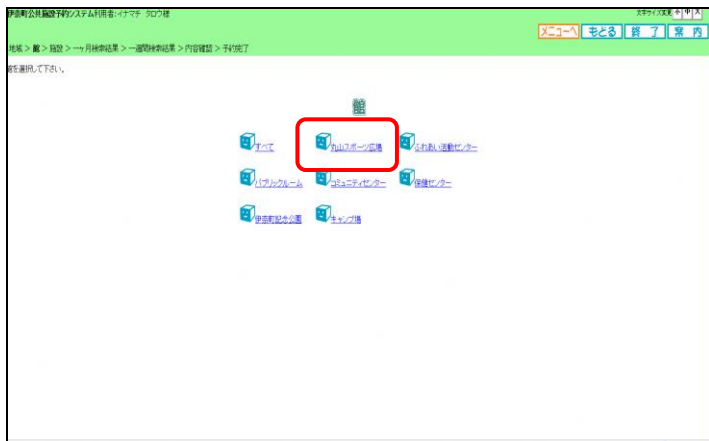 伊奈町公共施設予約システム利用者:イナマチ タロウ様
文字サイズ変更 小 中 大
メニューへ もどる 終了 案内
地域 > 館 > 施設 > 一ヶ月検索結果 > 一週間検索結果 > 内容確認 > 予約完了
館を選択して下さい。
館
すべて 丸山スポーツ広場 ふれあい活動センター
パブリックルーム コミュニティセンター 保健センター
伊奈町記念公園 キャンプ場